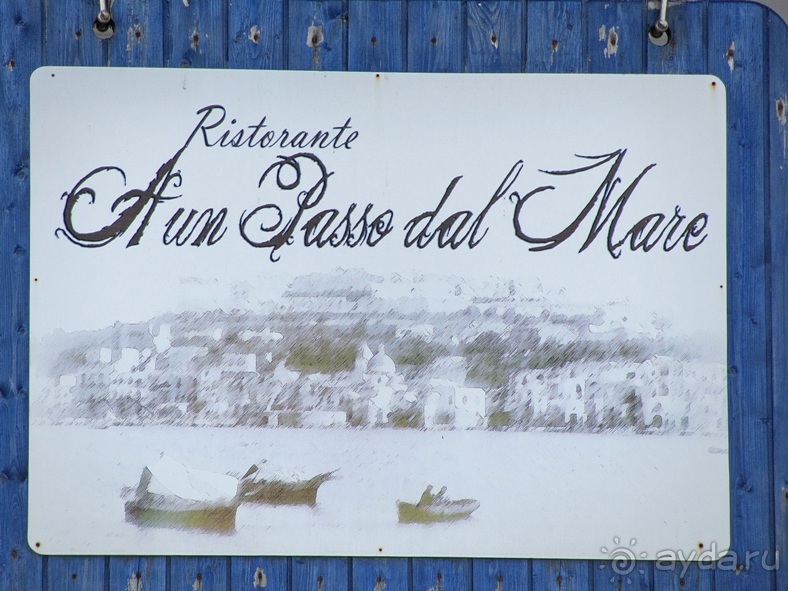 Ristorante
A un Passo dal Mare
ayda.ru